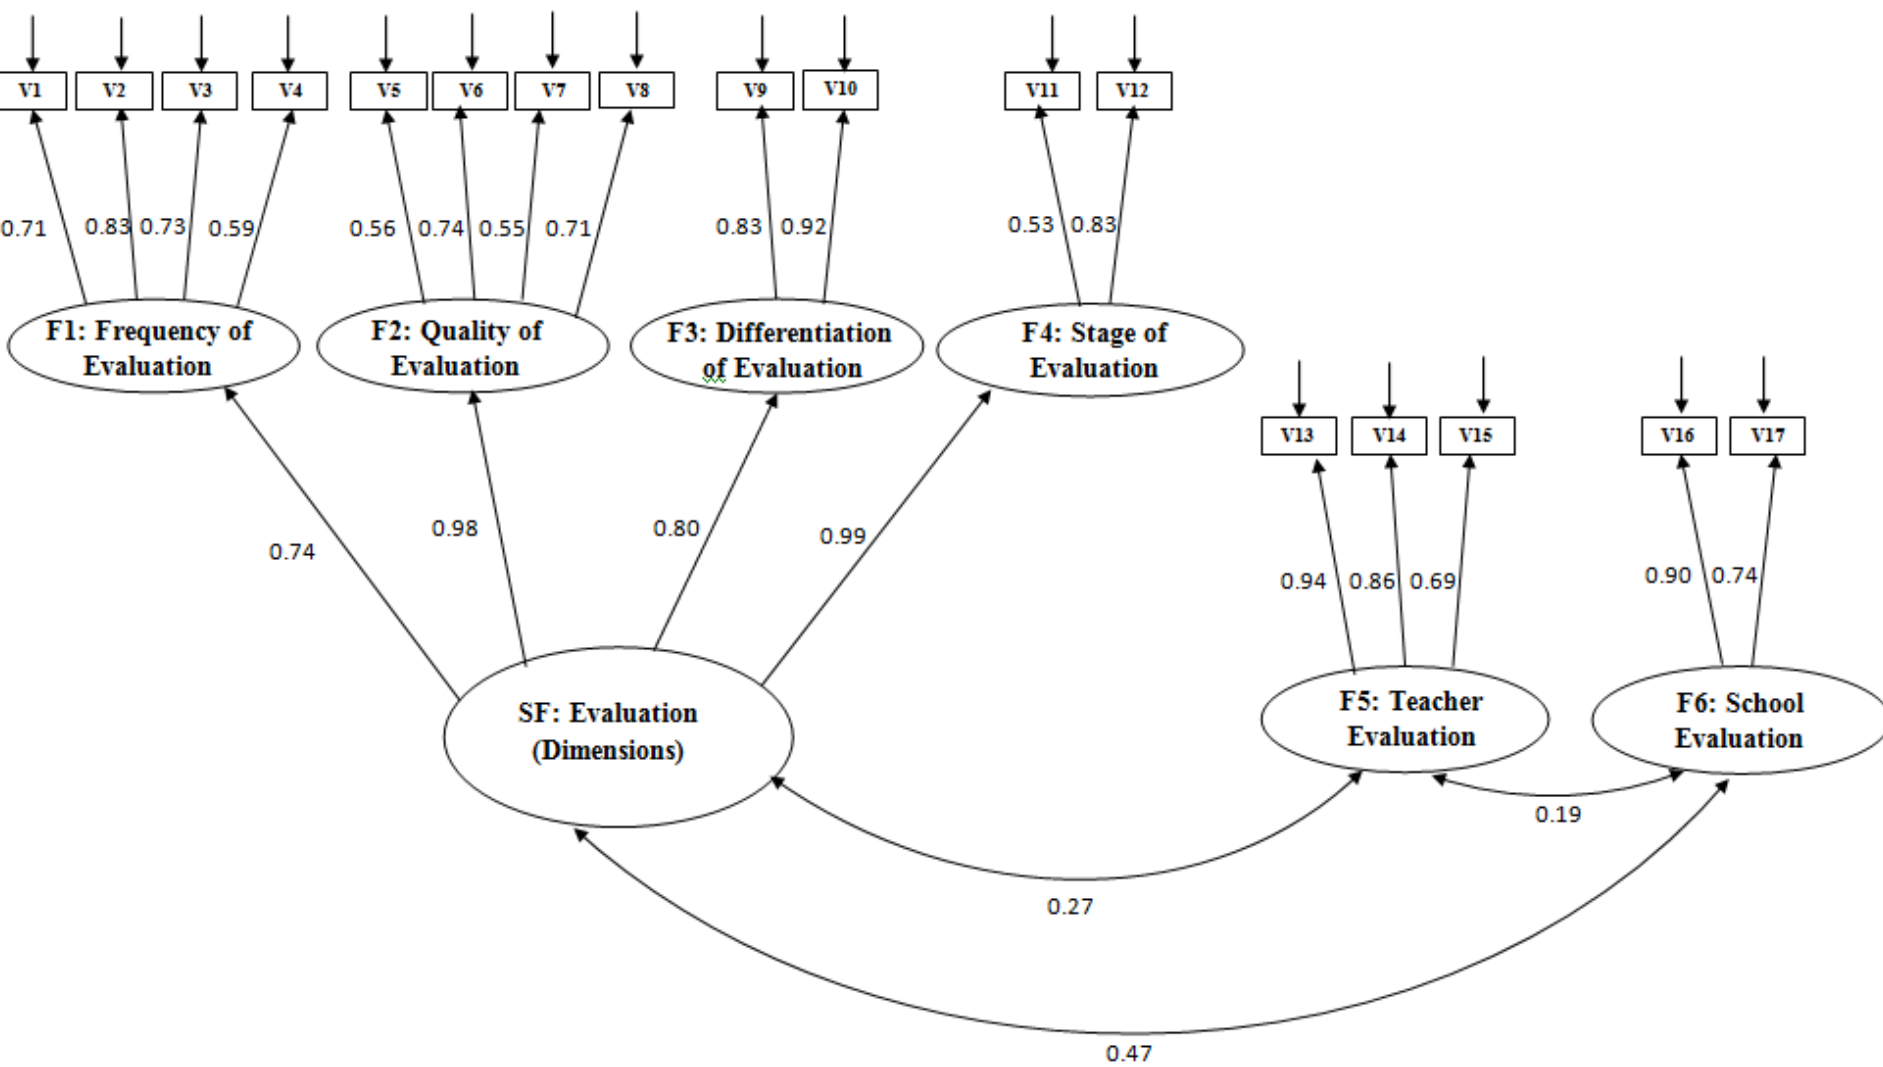 V1 V2 V3 V4 V5 V6 V7 V8 V9 V10 V11 V12
0.71 0.83 0.73 0.59 0.56 0.74 0.55 0.71 0.83 0.92 0.53 0.83
F1: Frequency of
Evaluation
F2: Quality of
Evaluation
F3: Differentiation
of Evaluation
F4: Stage of
Evaluation
V13 V14 V15 V16 V17
0.74 0.98 0.80 0.99
0.94 0.86 0.69 0.90 0.74
SF: Evaluation
(Dimensions)
F5: Teacher
Evaluation
F6: School
Evaluation
0.19
0.27
0.47